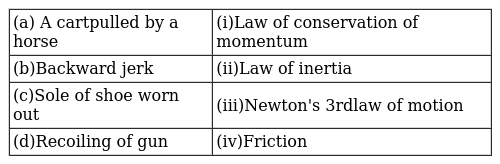 (a) A cartpulled by a
horse
(i)Law of conservation of
momentum
(b)Backward jerk
(ii)Law of inertia
(c)Sole of shoe worn
out
(iii)Newton's 3rdlaw of motion
(d)Recoiling of gun
(iv)Friction